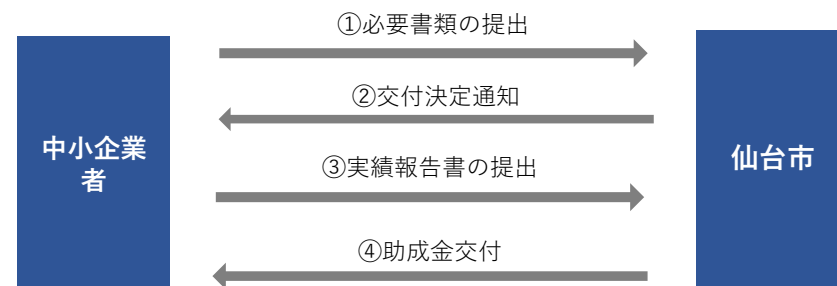 ①必要書類の提出
②交付決定通知
中小企業
者
仙台市
③実績報告書の提出
④助成金交付